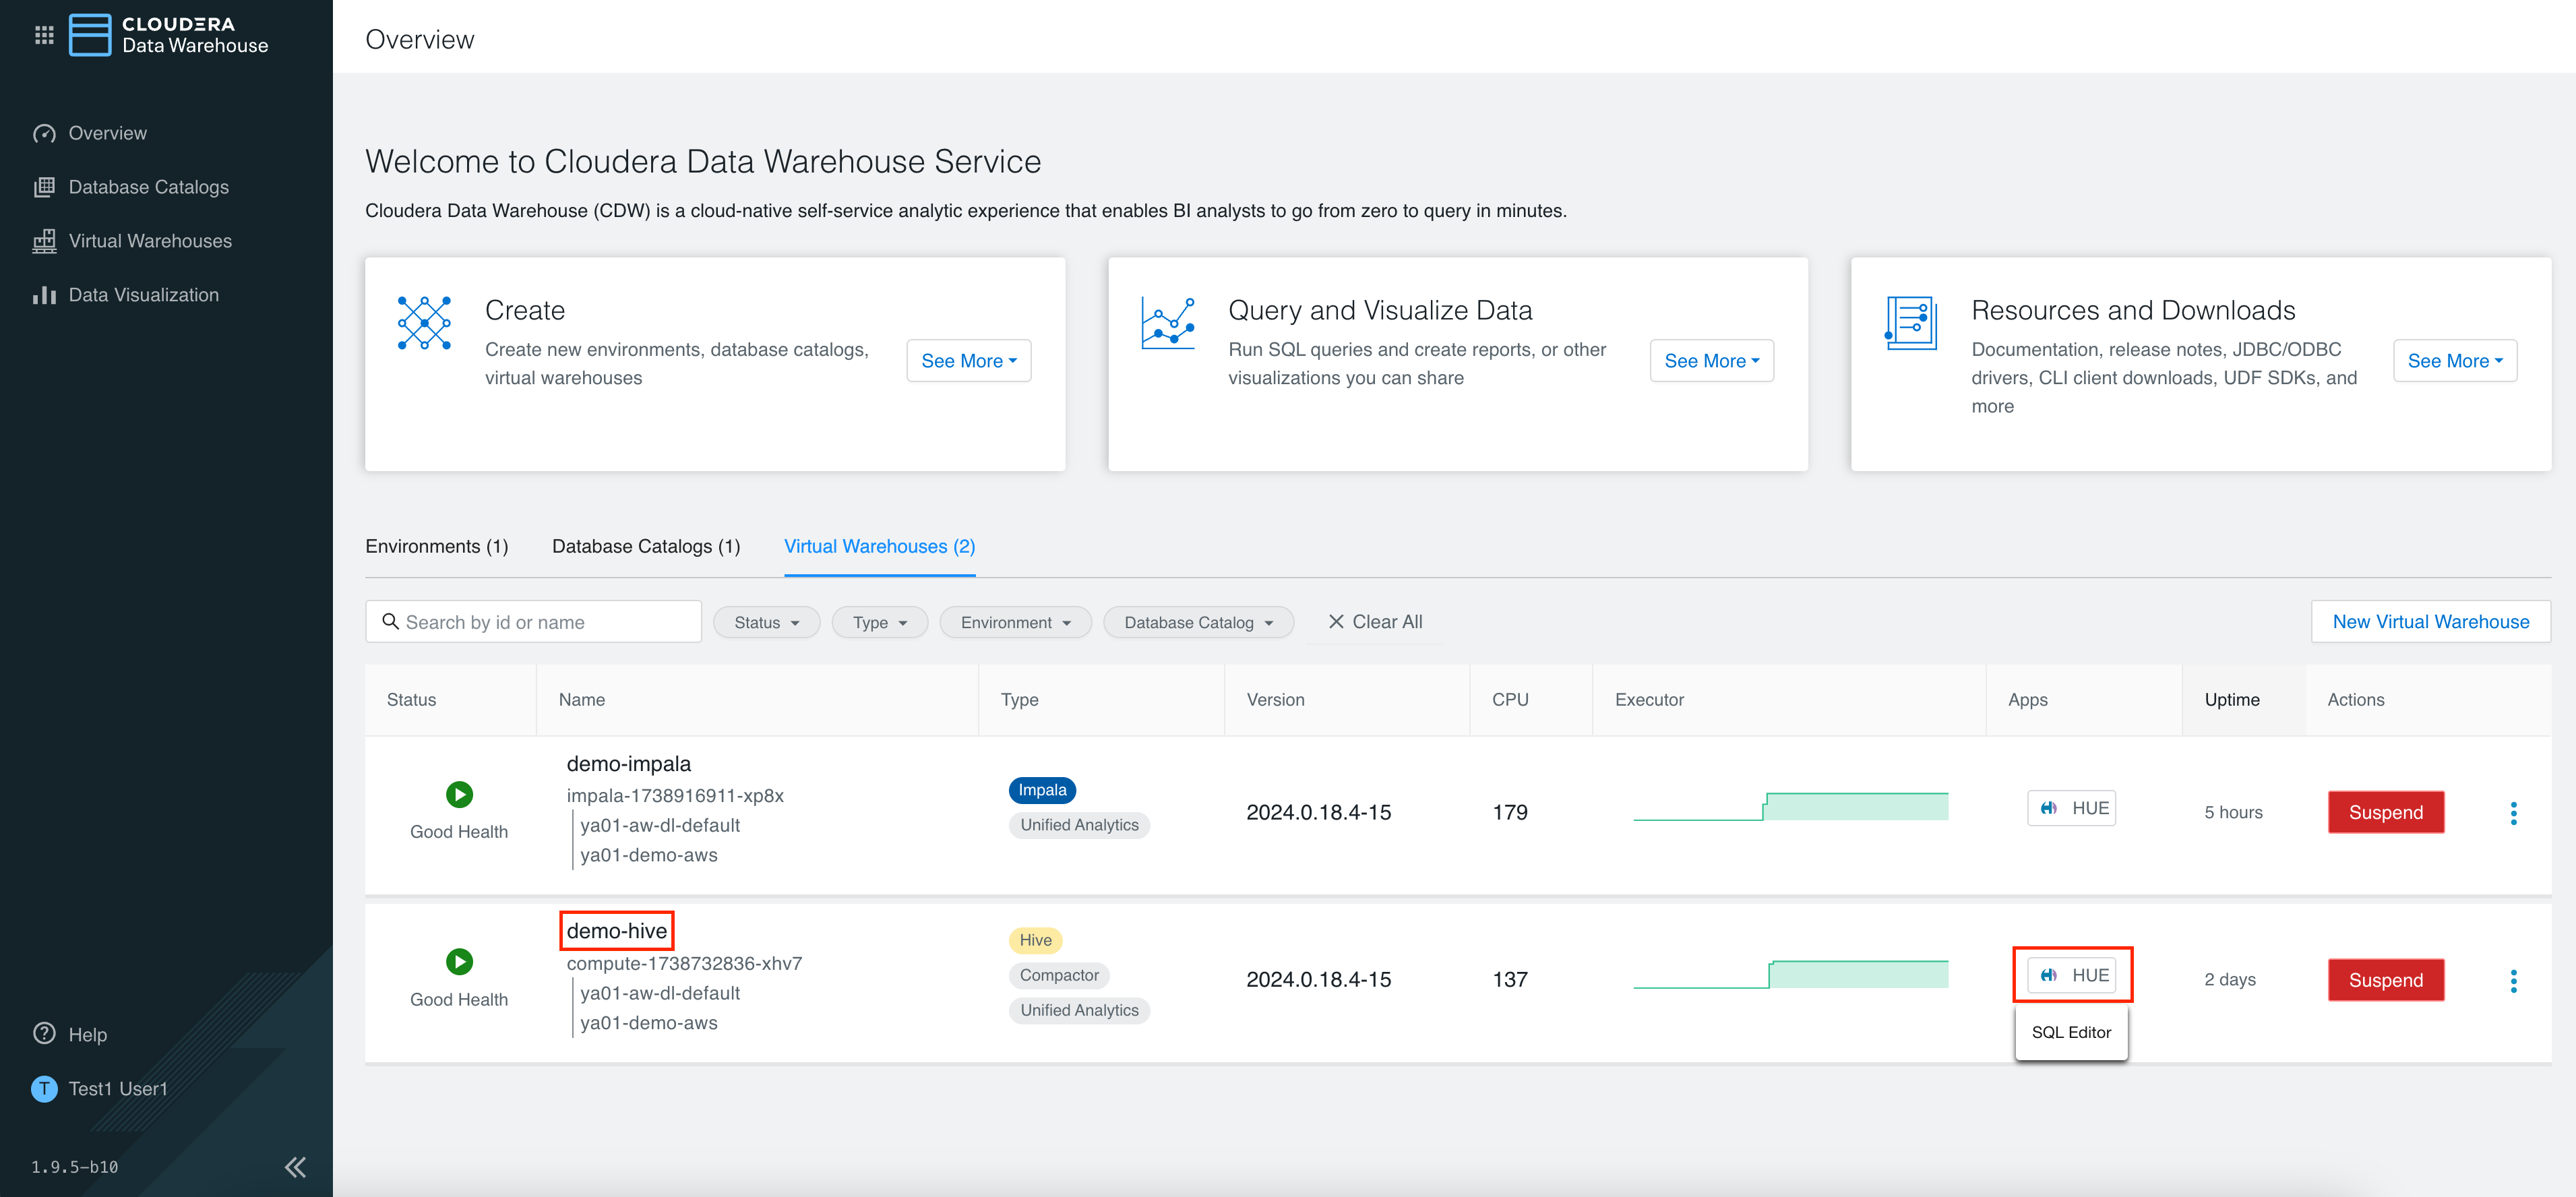 CLOUDERA
Data Warehouse
Overview
Database Catalogs
Virtual Warehouses
Data Visualization
Help
T
Test1 User1
1.9.5-b10
Overview
Welcome to Cloudera Data Warehouse Service
Cloudera Data Warehouse (CDW) is a cloud-native self-service analytic experience that enables BI analysts to go from zero to query in minutes.
Create
Create new environments, database catalogs,
virtual warehouses
See More
Query and Visualize Data
Run SQL queries and create reports, or other
visualizations you can share
See More
Resources and Downloads
Documentation, release notes, JDBC/ODBC
drivers, CLI client downloads, UDF SDKs, and
more
See More
Environments (1) Database Catalogs (1) Virtual Warehouses (2)
Search by id or name Status Type Environment Database Catalog Clear All New Virtual Warehouse
Status Name Type Version CPU Executor Apps Uptime Actions
Good Health
demo-impala
impala-1738916911-xp8x
ya01-aw-dl-default
ya01-demo-aws
Impala
Unified Analytics
2024.0.18.4-15
179
HUE
5 hours
Suspend
Good Health
demo-hive
compute-1738732836-xhv7
ya01-aw-dl-default
ya01-demo-aws
Hive
Compactor
Unified Analytics
2024.0.18.4-15
137
HUE
SQL Editor
2 days
Suspend